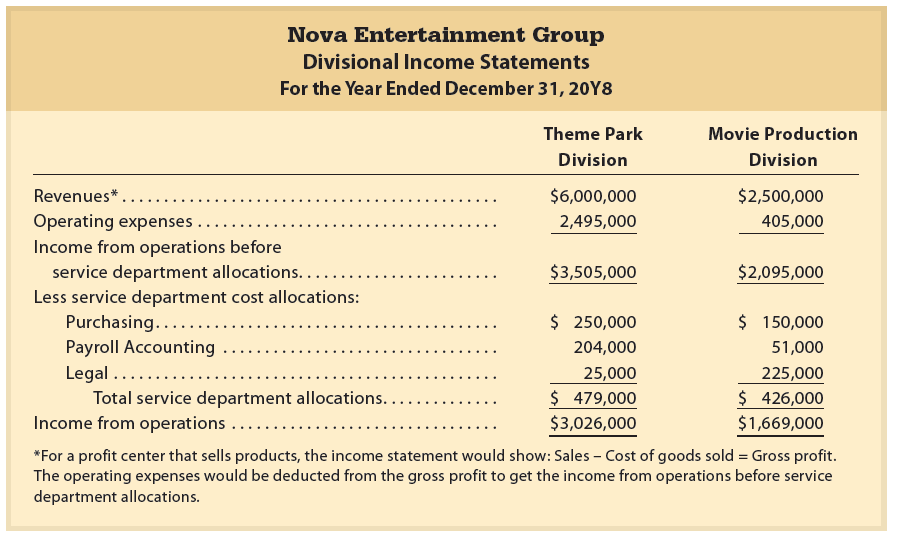 Nova Entertainment Group
Divisional Income Statements
For the Year Ended December 31, 20Y8
Theme Park Movie Production
Division Division
Revenues* $6,000,000 $2,500,000
Operating expenses 2,495,000 405,000
Income from operations before
service department allocations $3,505,000 $2,095,000
Less service department cost allocations:
Purchasing $ 250,000 $ 150,000
Payroll Accounting 204,000 51,000
Legal 25,000 225,000
Total service department allocations $ 479,000 $ 426,000
Income from operations $3,026,000 $1,669,000
*For a profit center that sells products, the income statement would show: Sales – Cost of goods sold = Gross profit.
The operating expenses would be deducted from the gross profit to get the income from operations before service
department allocations.